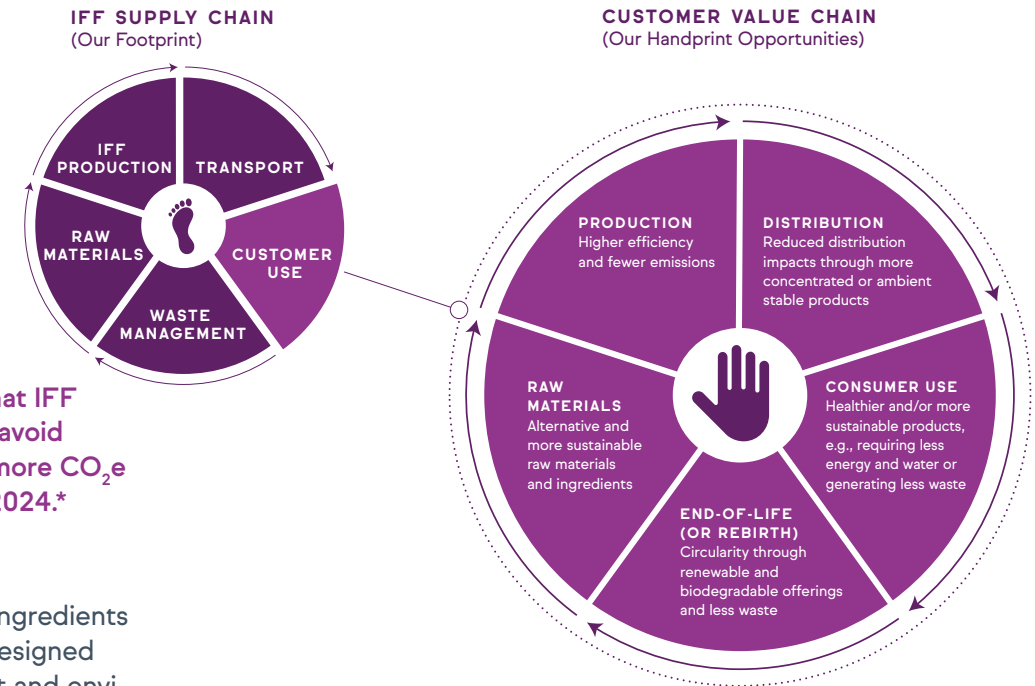 IFF SUPPLY CHAIN
(Our Footprint)
IFF
PRODUCTION
TRANSPORT
RAW
MATERIALS
CUSTOMER
USE
WASTE
MANAGEMENT
CUSTOMER VALUE CHAIN
(Our Handprint Opportunities)
PRODUCTION
Higher efficiency
and fewer emissions
DISTRIBUTION
Reduced distribution
impacts through more
concentrated or ambient
stable products
RAW
MATERIALS
Alternative and
more sustainable
raw materials
and ingredients
CONSUMER USE
Healthier and/or more
sustainable products,
e.g., requiring less
energy and water or
generating less waste
END-OF-LIFE
(OR REBIRTH)
Circularity through
renewable and
biodegradable offerings
and less waste
at IFF
avoid
more CO₂e
2024.*
ngredients
esigned
t and envi